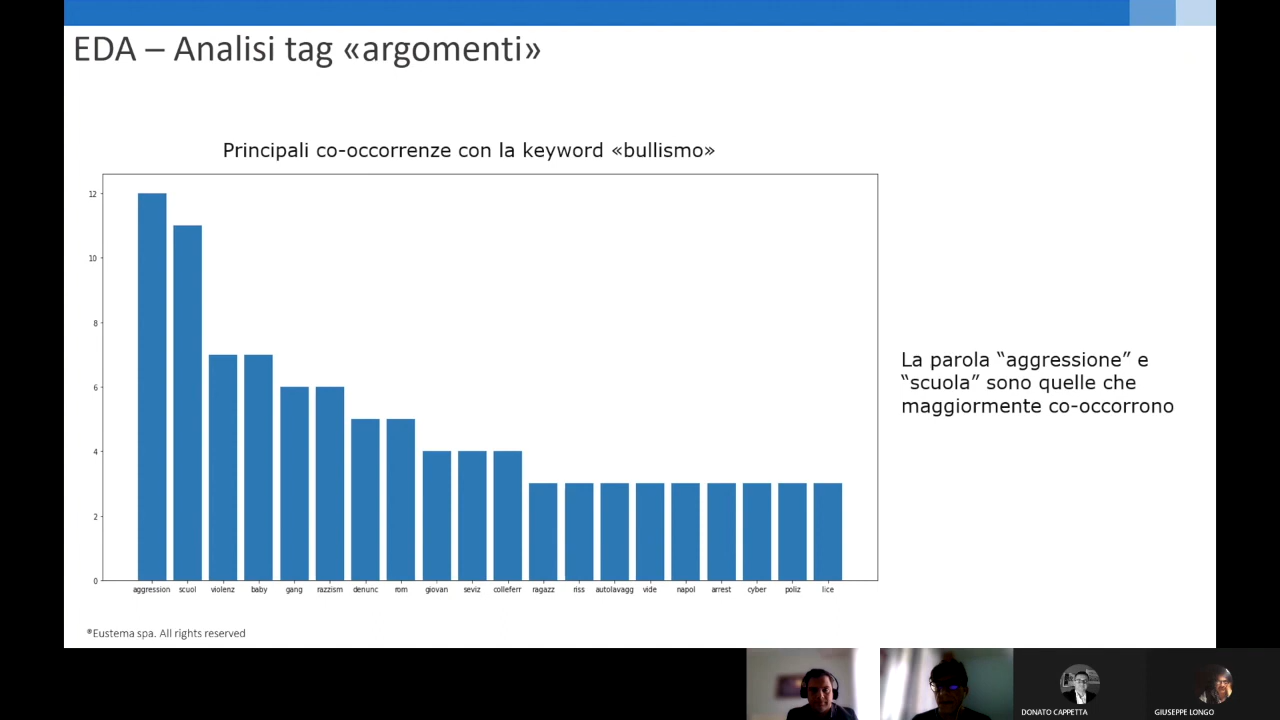 EDA – Analisi tag «argomenti»
Principali co-occorrenze con la keyword «bullismo»
12
10
8
6
4
2
0
aggression scuol violenz baby gang razzism denunc rom giovan seviz colleferr ragazz riss autolavagg vide napol arrest cyber poliz lice
La parola “aggressione” e
“scuola” sono quelle che
maggiormente co-occorrono
®Eustema spa. All rights reserved
DONATO CAPPETTA
GIUSEPPE LONGO